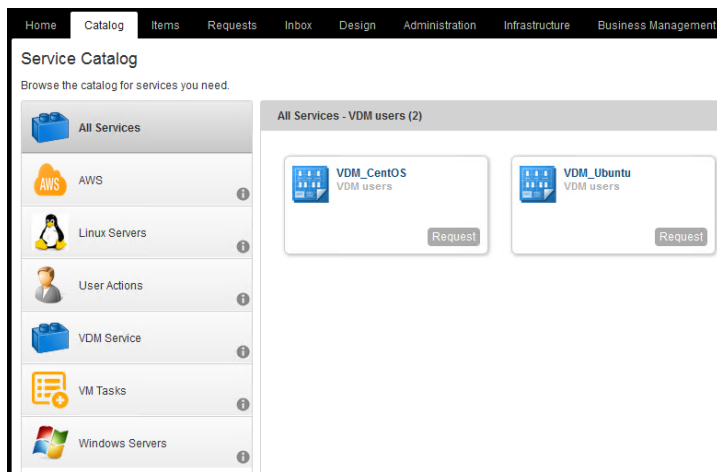 Home Catalog Items Requests Inbox Design Administration Infrastructure Business Management
Service Catalog
Browse the catalog for services you need.
All Services
AWS
AWS
Linux Servers
User Actions
VDM Service
VM Tasks
Windows Servers
All Services - VDM users (2)
VDM_CentOS
VDM users
Request
VDM_Ubuntu
VDM users
Request